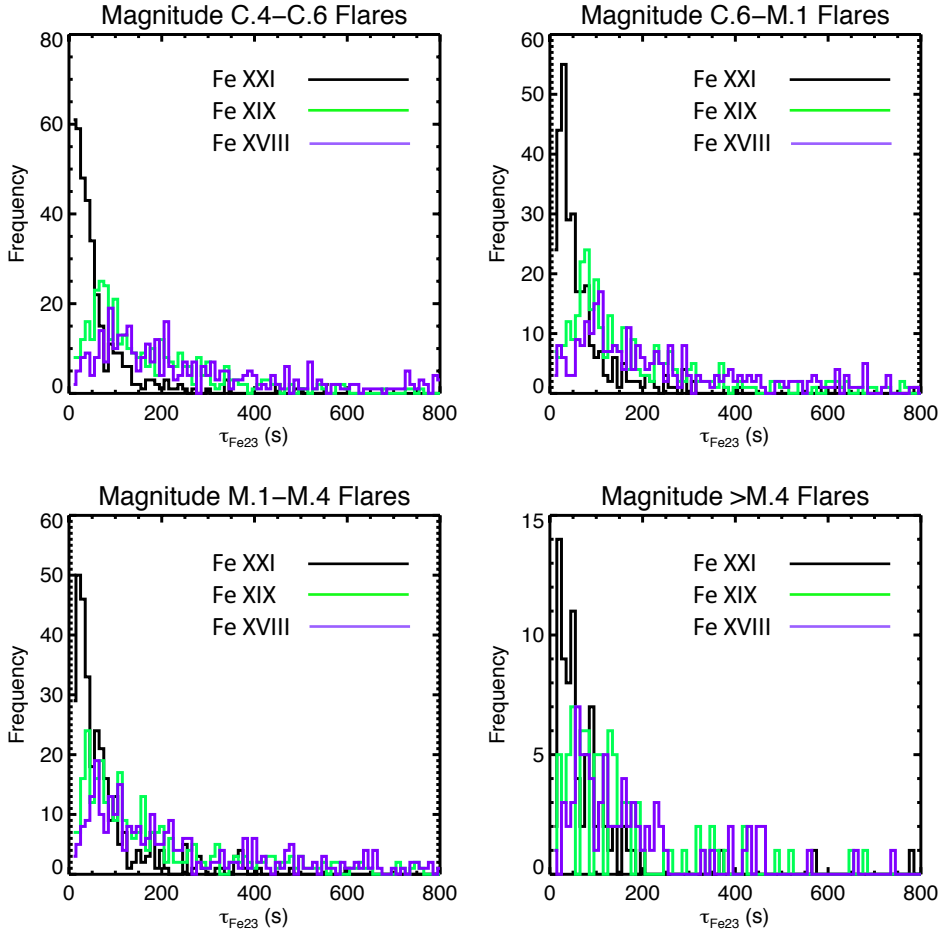 Magnitude C.4−C.6 Flares
80
60
40
20
0
Frequency
Fe XXI
Fe XIX
Fe XVIII
0 200 400 600 800
τFe23 (s)
Magnitude C.6−M.1 Flares
60
50
40
30
20
10
0
Frequency
Fe XXI
Fe XIX
Fe XVIII
0 200 400 600 800
τFe23 (s)
Magnitude M.1−M.4 Flares
60
50
40
30
20
10
0
Frequency
Fe XXI
Fe XIX
Fe XVIII
0 200 400 600 800
τFe23 (s)
Magnitude >M.4 Flares
15
10
5
0
Frequency
Fe XXI
Fe XIX
Fe XVIII
0 200 400 600 800
τFe23 (s)